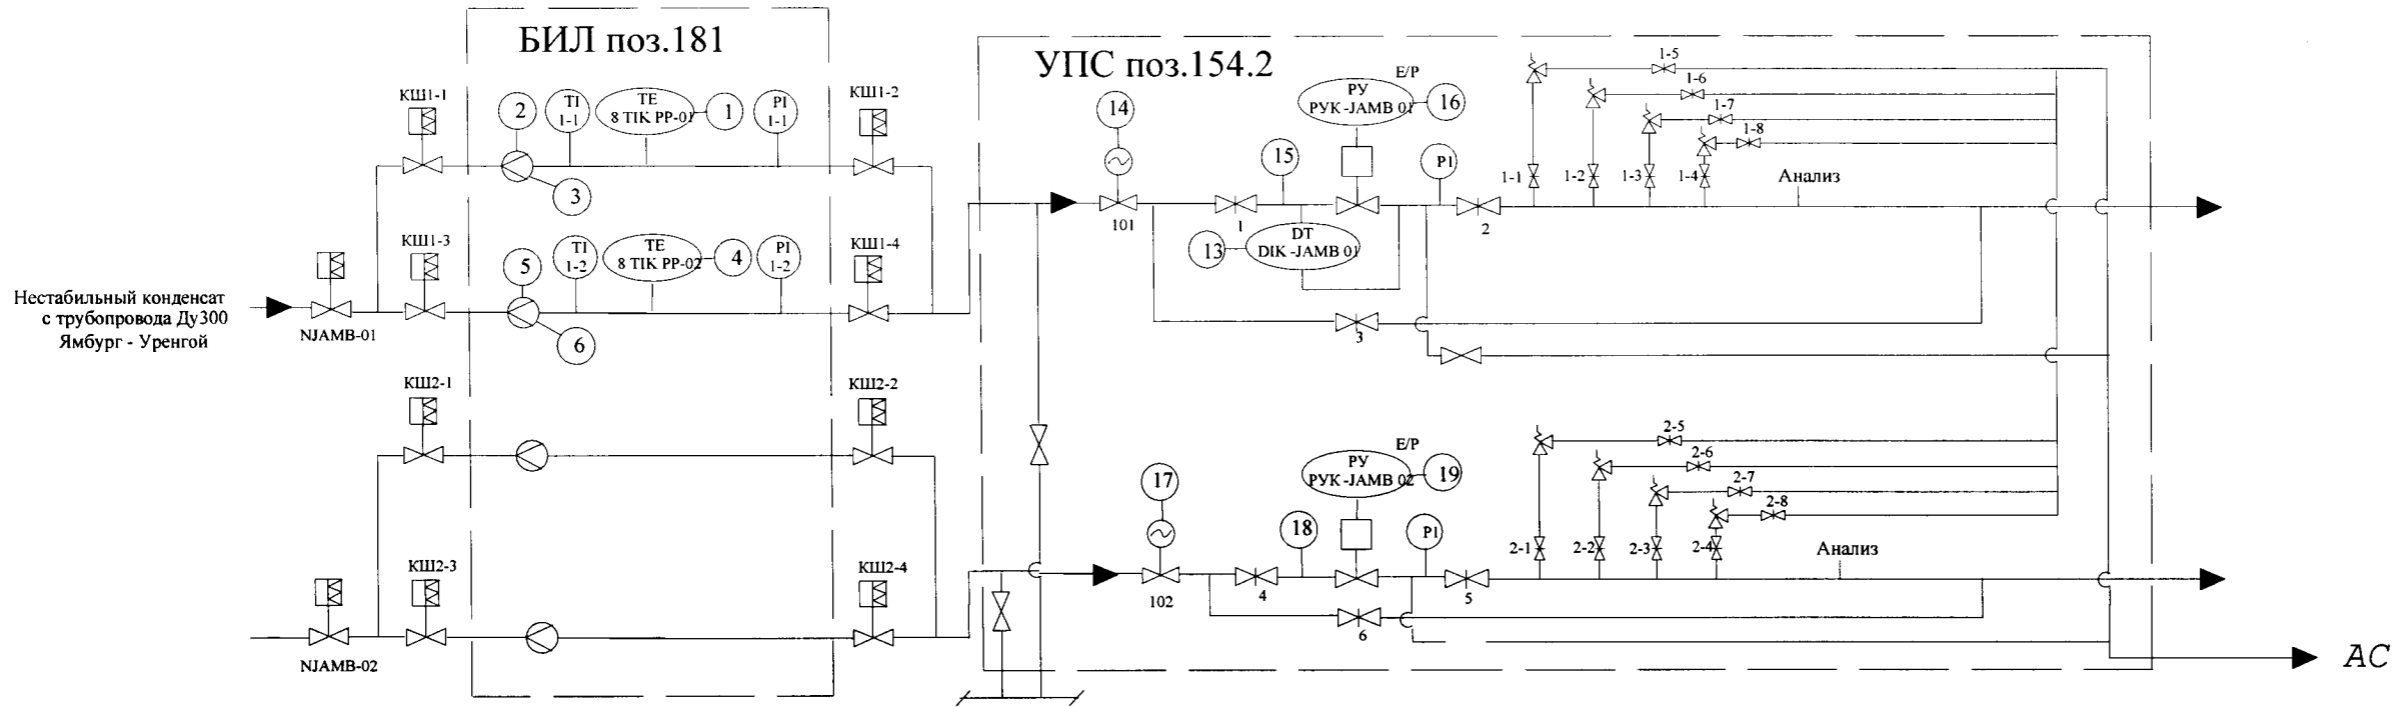 БИЛ поз.181
УПС поз.154.2
КШ1-1
2
TI
1-1
TE
8 TIK PP-01
1
PI
1-1
КШ1-2
3
14
E/P
РУ
РУК -JAMB 01
16
15
P1
101
1
2
DT
DIK -JAMB 01
13
3
1-5
1-6
1-7
1-8
1-1
1-2
1-3
1-4
Анализ
КШ1-3
5
TI
1-2
TE
8 TIK PP-02
4
PI
1-2
КШ1-4
6
Нестабильный конденсат
с трубопровода Ду300
Ямбург - Уренгой
NJAMB-01
КШ2-1
КШ2-2
КШ2-3
КШ2-4
NJAMB-02
17
E/P
РУ
РУК -JAMB 02
19
18
P1
102
4
5
6
2-5
2-6
2-7
2-8
2-1
2-2
2-3
2-4
Анализ
АС